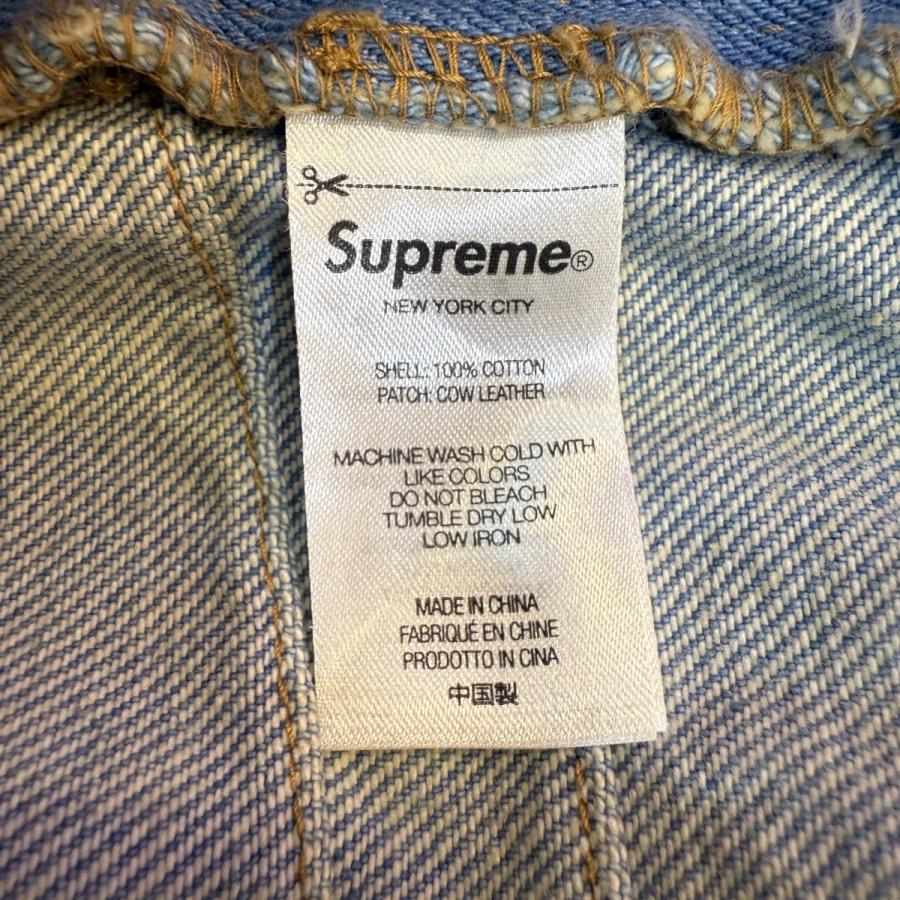 Supreme®
NEW YORK CITY
SHELL: 100% COTTON
PATCH: COW LEATHER
MACHINE WASH COLD WITH
LIKE COLORS
DO NOT BLEACH
TUMBLE DRY LOW
LOW IRON
MADE IN CHINA
FABRIQUÉ EN CHINE
PRODOTTO IN CINA
中国製